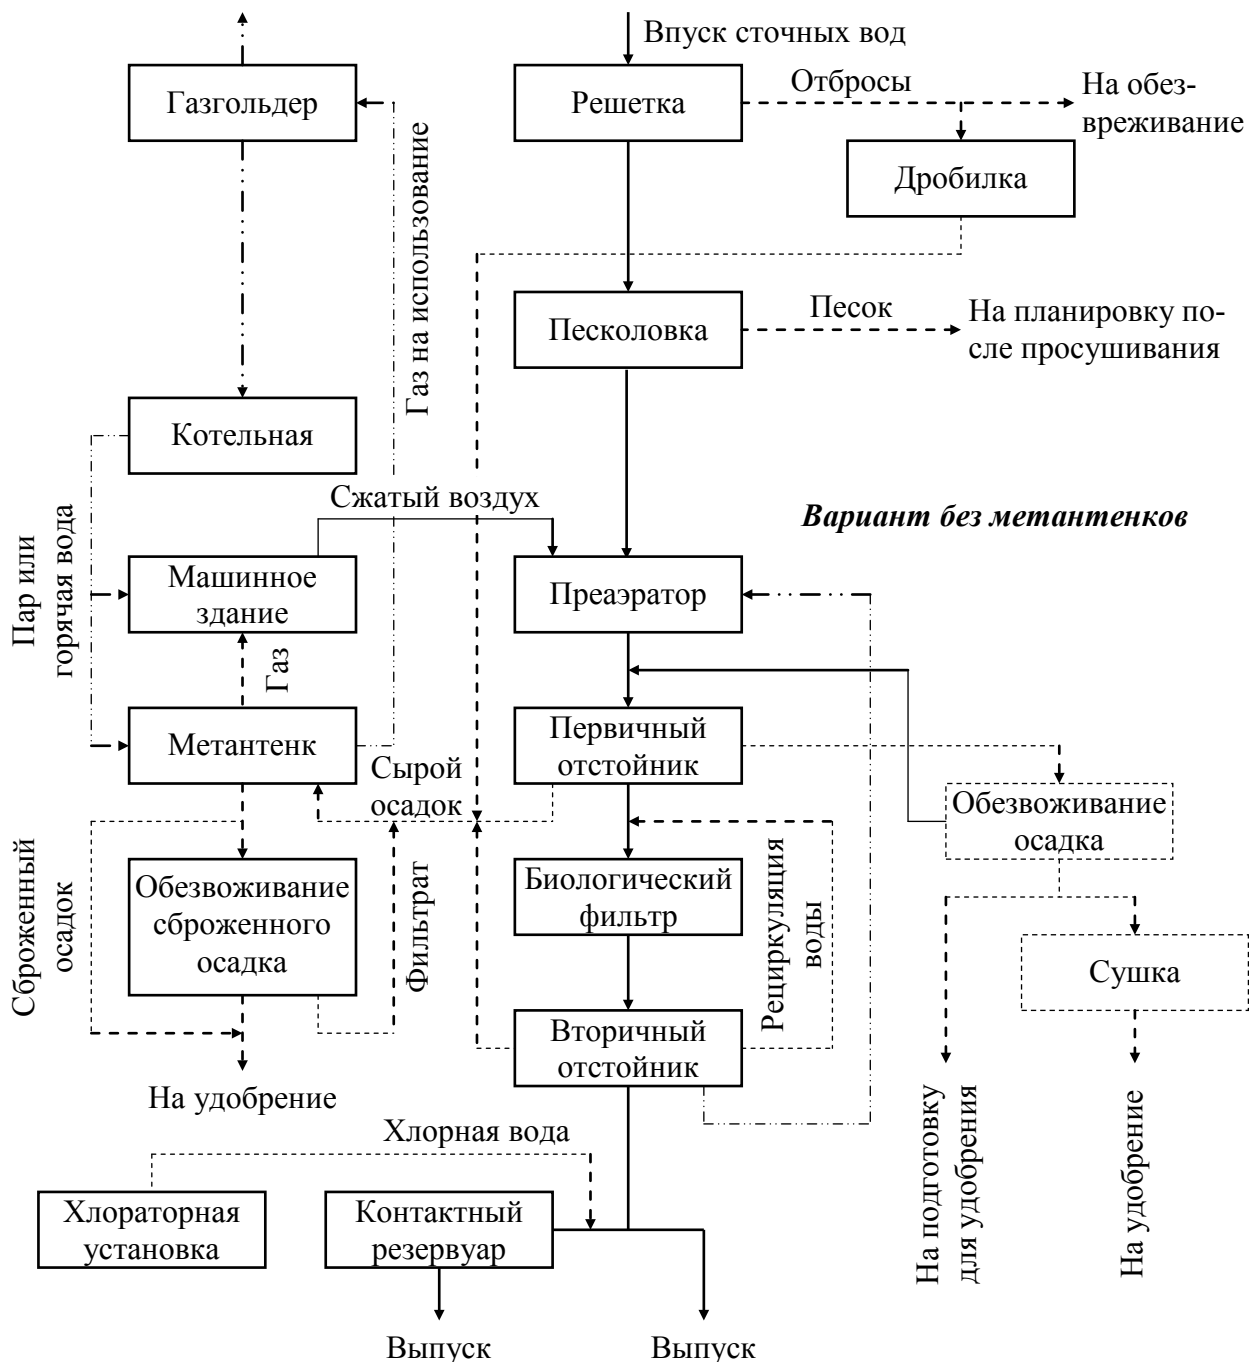 Впуск сточных вод
Газгольдер
Решетка
Отбросы
На обез-
вреживание
Дробилка
Газ на использование
Песколовка
Песок
На планировку по-
сле просушивания
Котельная
Сжатый воздух
Вариант без метантенков
Пар или
горячая вода
Машинное
здание
Преаэратор
Газ
Метантенк
Первичный
отстойник
Сырой
осадок
Обезвоживание
осадка
Сброженный
осадок
Обезвоживание
сброженного
осадка
Фильтрат
Биологический
фильтр
Рециркуляция
воды
Сушка
Вторичный
отстойник
На удобрение
На подготовку
для удобрения
На удобрение
Хлорная вода
Хлораторная
установка
Контактный
резервуар
Выпуск
Выпуск